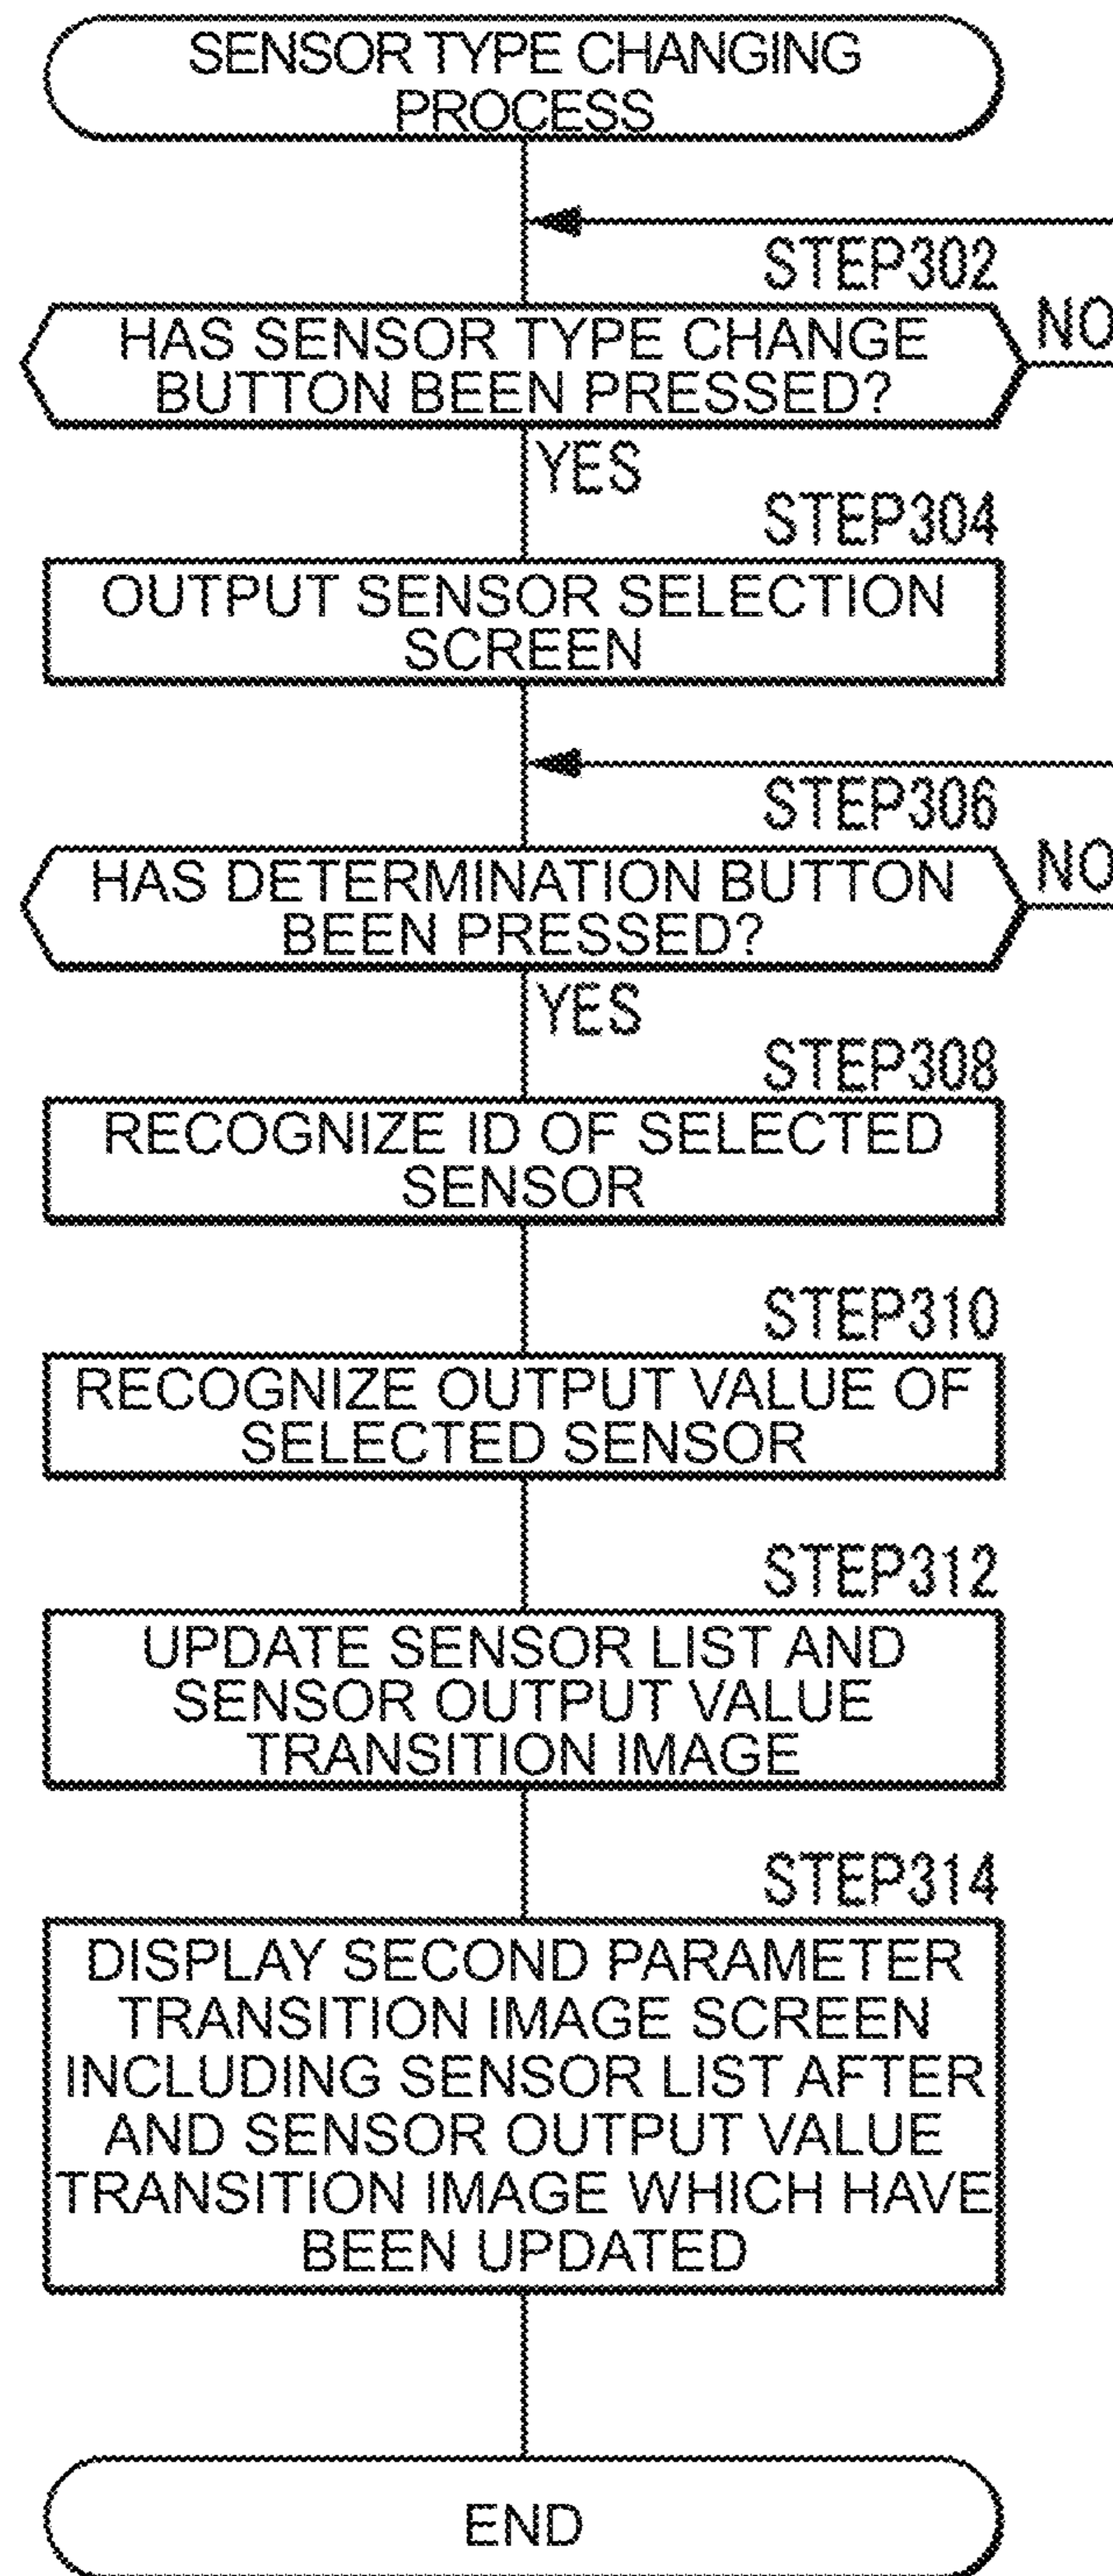 SENSOR TYPE CHANGING
PROCESS
STEP302
HAS SENSOR TYPE CHANGE
BUTTON BEEN PRESSED?
NO
YES
STEP304
OUTPUT SENSOR SELECTION
SCREEN
STEP306
HAS DETERMINATION BUTTON
BEEN PRESSED?
NO
YES
STEP308
RECOGNIZE ID OF SELECTED
SENSOR
STEP310
RECOGNIZE OUTPUT VALUE OF
SELECTED SENSOR
STEP312
UPDATE SENSOR LIST AND
SENSOR OUTPUT VALUE
TRANSITION IMAGE
STEP314
DISPLAY SECOND PARAMETER
TRANSITION IMAGE SCREEN
INCLUDING SENSOR LIST AFTER
AND SENSOR OUTPUT VALUE
TRANSITION IMAGE WHICH HAVE
BEEN UPDATED
END